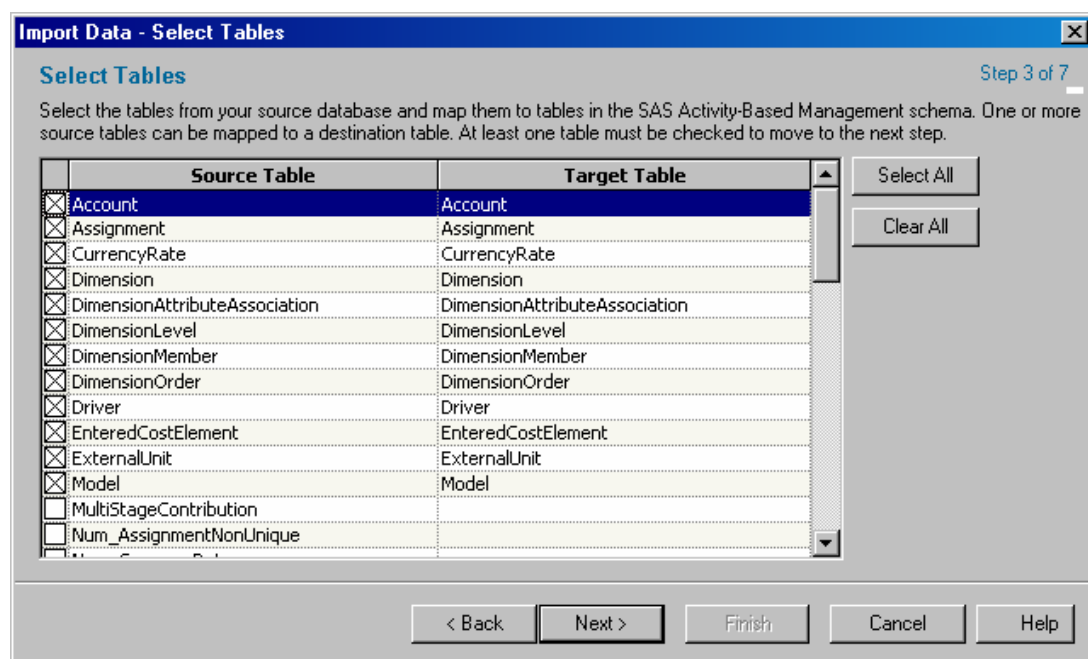 Import Data - Select Tables
Select Tables
Step 3 of 7
Select the tables from your source database and map them to tables in the SAS Activity-Based Management schema. One or more
source tables can be mapped to a destination table. At least one table must be checked to move to the next step.
Source Table Target Table
Select All
Account Account
Assignment Assignment
Clear All
CurrencyRate CurrencyRate
Dimension Dimension
DimensionAttributeAssociation DimensionAttributeAssociation
DimensionLevel DimensionLevel
DimensionMember DimensionMember
DimensionOrder DimensionOrder
Driver Driver
EnteredCostElement EnteredCostElement
ExternalUnit ExternalUnit
Model Model
MultiStageContribution
Num_AssignmentNonUnique
< Back Next > Finish Cancel Help